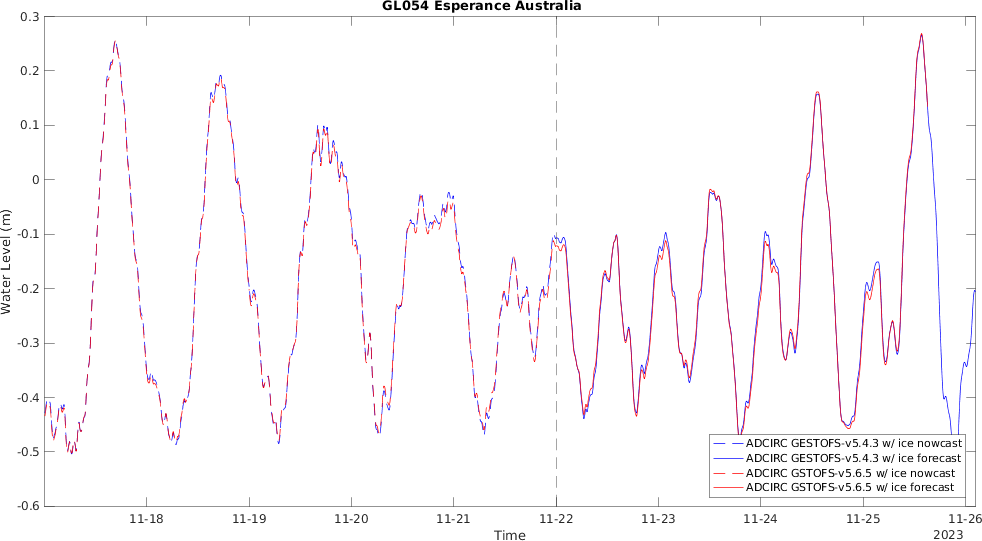 GL054 Esperance Australia
0.3
0.2
0.1
0
-0.1
-0.2
-0.3
-0.4
-0.5
-0.6
Water Level (m)
11-18
11-19
11-20
11-21
11-22
11-23
11-24
11-25
11-26
Time
2023
ADCIRC GESTOFS-v5.4.3 w/ ice nowcast
ADCIRC GESTOFS-v5.4.3 w/ ice forecast
ADCIRC GSTOFS-v5.6.5 w/ ice nowcast
ADCIRC GSTOFS-v5.6.5 w/ ice forecast